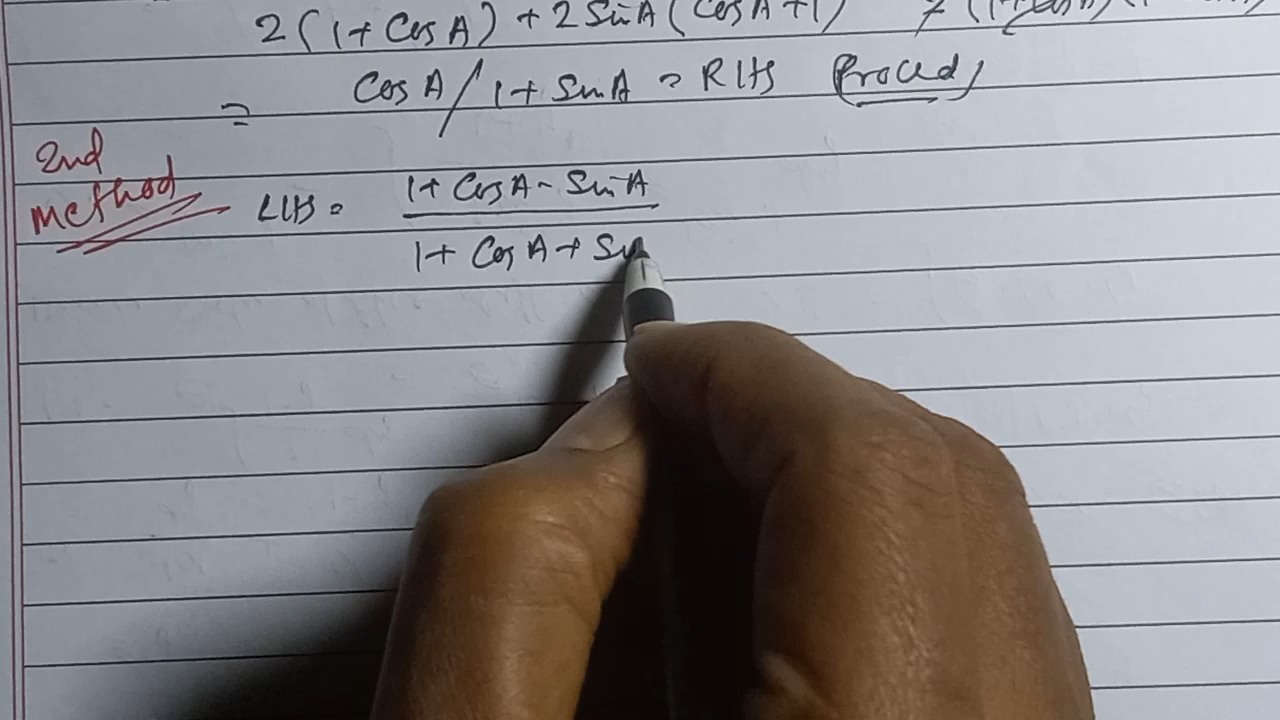 2(1+ Cos A) + 2 Sin A (Cos A +1)
= Cos A / 1+ Sin A = RHS (Proved)
2nd
Method
LHS = 1+ Cos A - Sin A
1+ Cos A + Sin